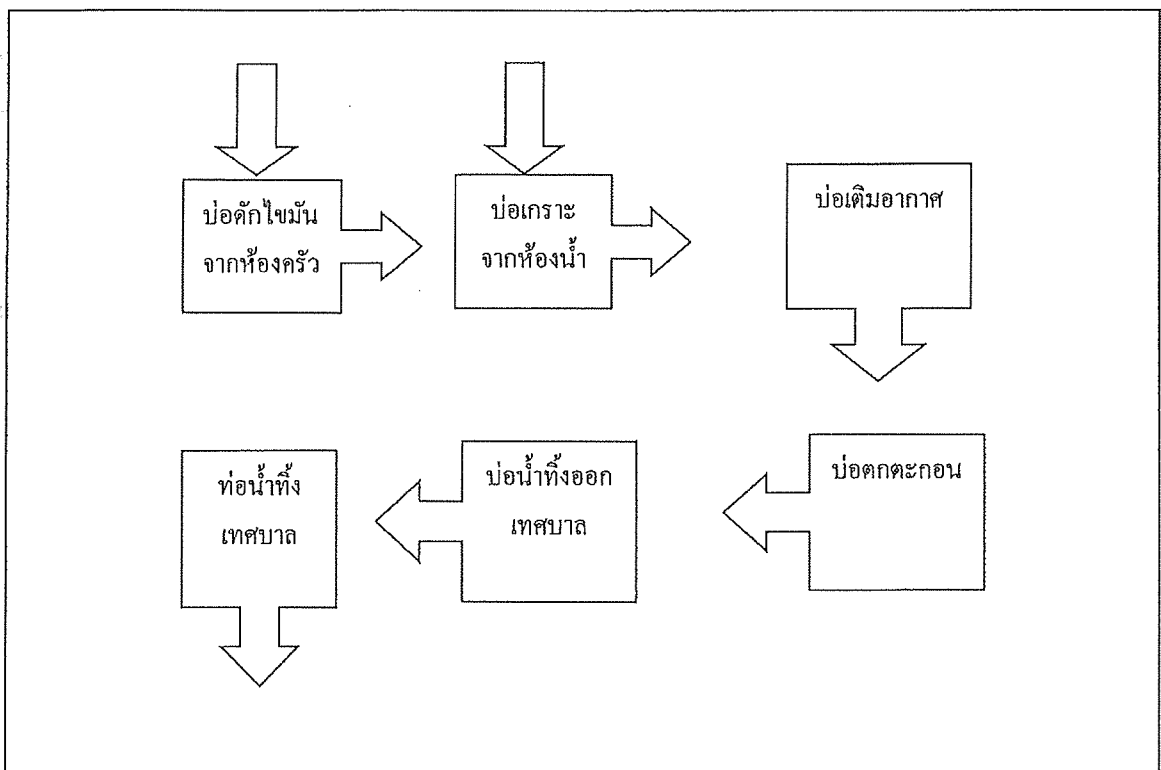 บ่อดักไขมัน
จากห้องครัว
บ่อเกราะ
จากห้องน้ำ
บ่อเติมอากาศ
บ่อตกตะกอน
บ่อน้ำทิ้งออก
เทศบาล
ท่อน้ำทิ้ง
เทศบาล